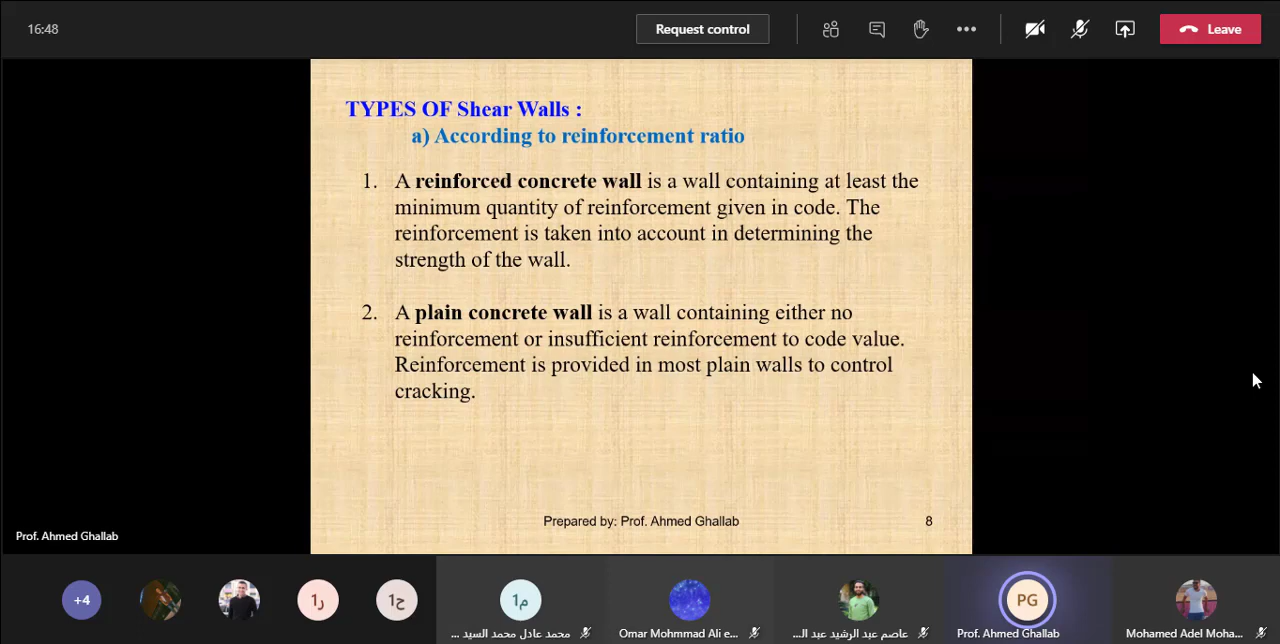 16:48
Request control
Leave
TYPES OF Shear Walls :
a) According to reinforcement ratio
1. A reinforced concrete wall is a wall containing at least the
minimum quantity of reinforcement given in code. The
reinforcement is taken into account in determining the
strength of the wall.
2. A plain concrete wall is a wall containing either no
reinforcement or insufficient reinforcement to code value.
Reinforcement is provided in most plain walls to control
cracking.
Prepared by: Prof. Ahmed Ghallab
8
Prof. Ahmed Ghallab
+4
ر1
ح1
م1
PG
محمد عادل محمد السيد ...
Omar Mohmmad Ali e...
عاصم عبد الرشيد عبد ال...
Prof. Ahmed Ghallab
Mohamed Adel Moha...